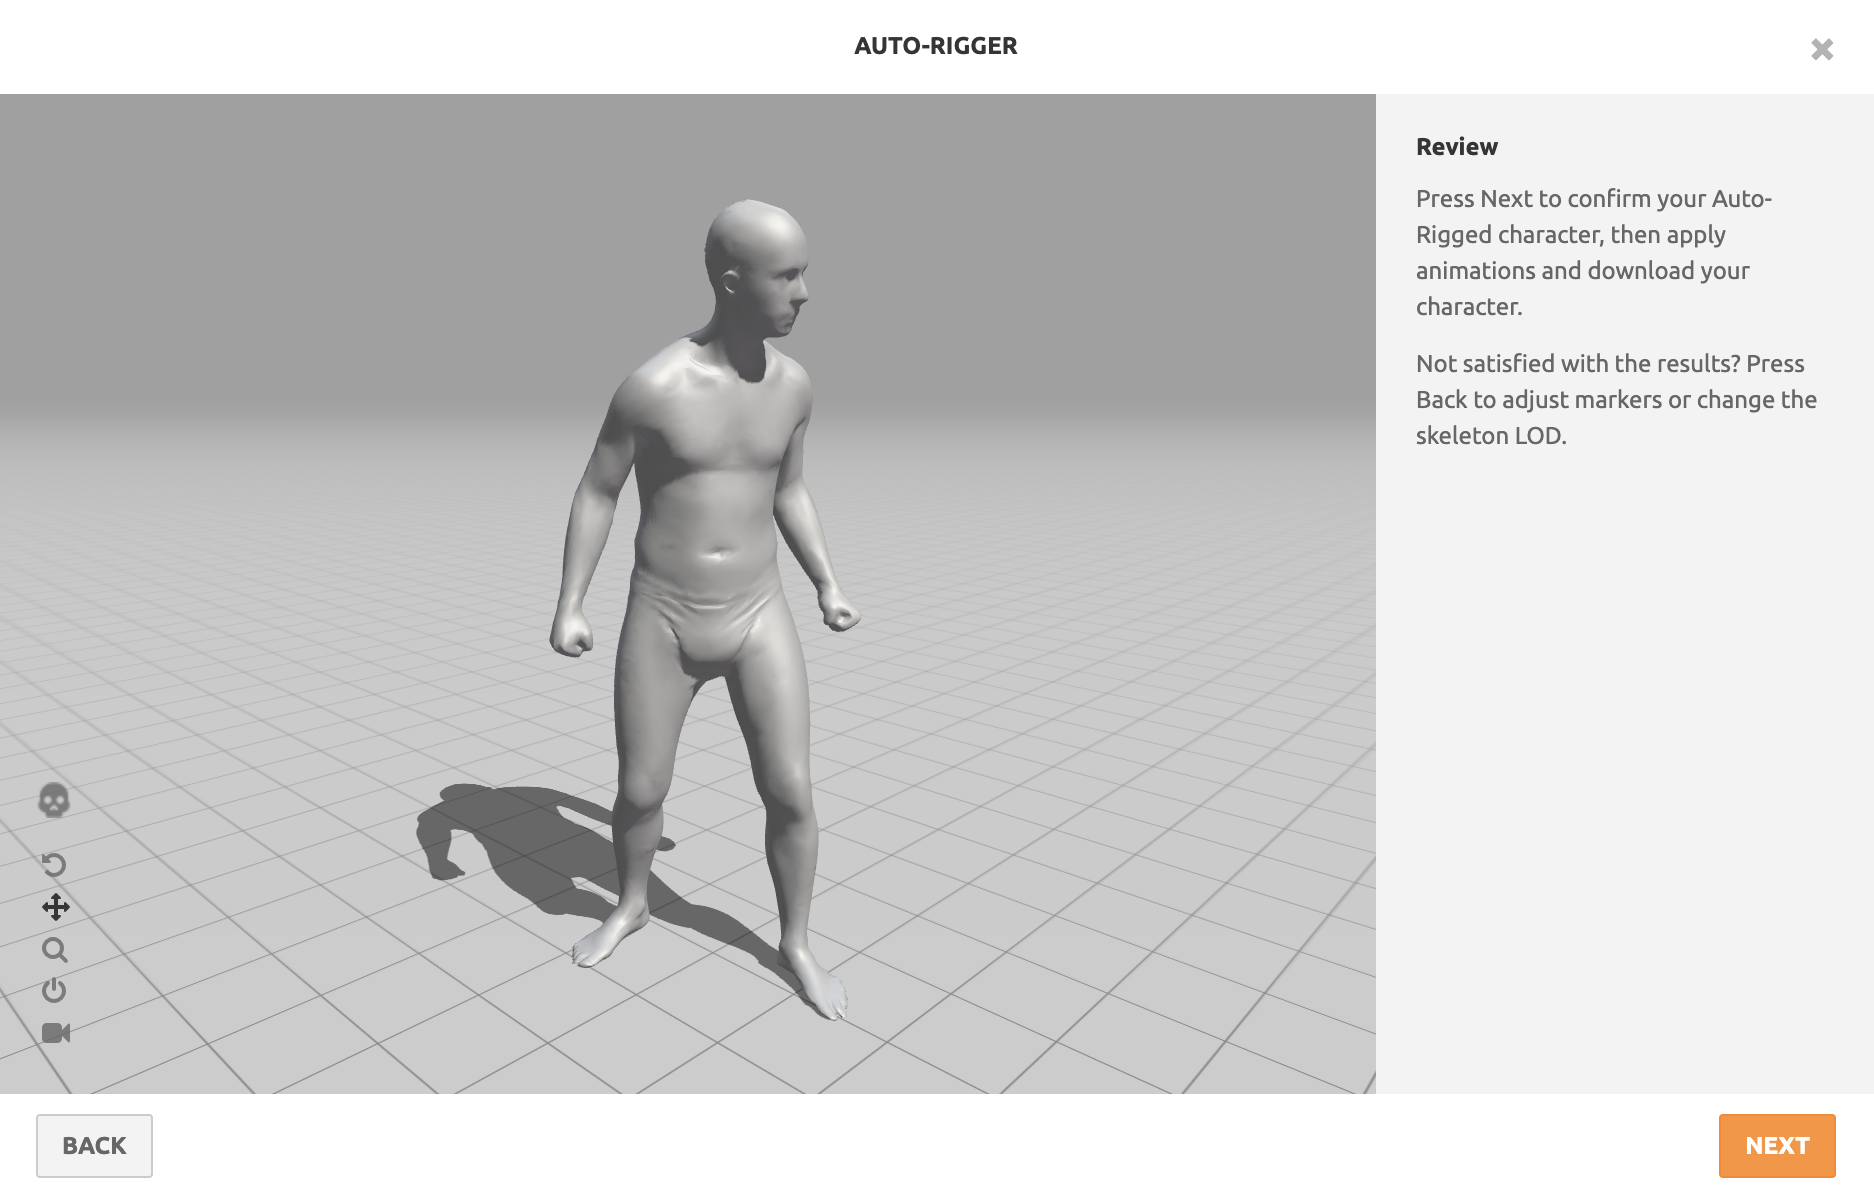 AUTO-RIGGER
Review
Press Next to confirm your Auto-
Rigged character, then apply
animations and download your
character.
Not satisfied with the results? Press
Back to adjust markers or change the
skeleton LOD.
BACK
NEXT